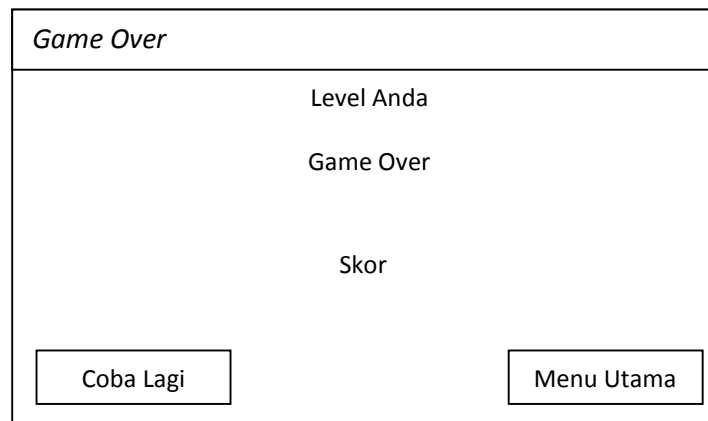 Game Over
Level Anda
Game Over
Skor
Coba Lagi
Menu Utama